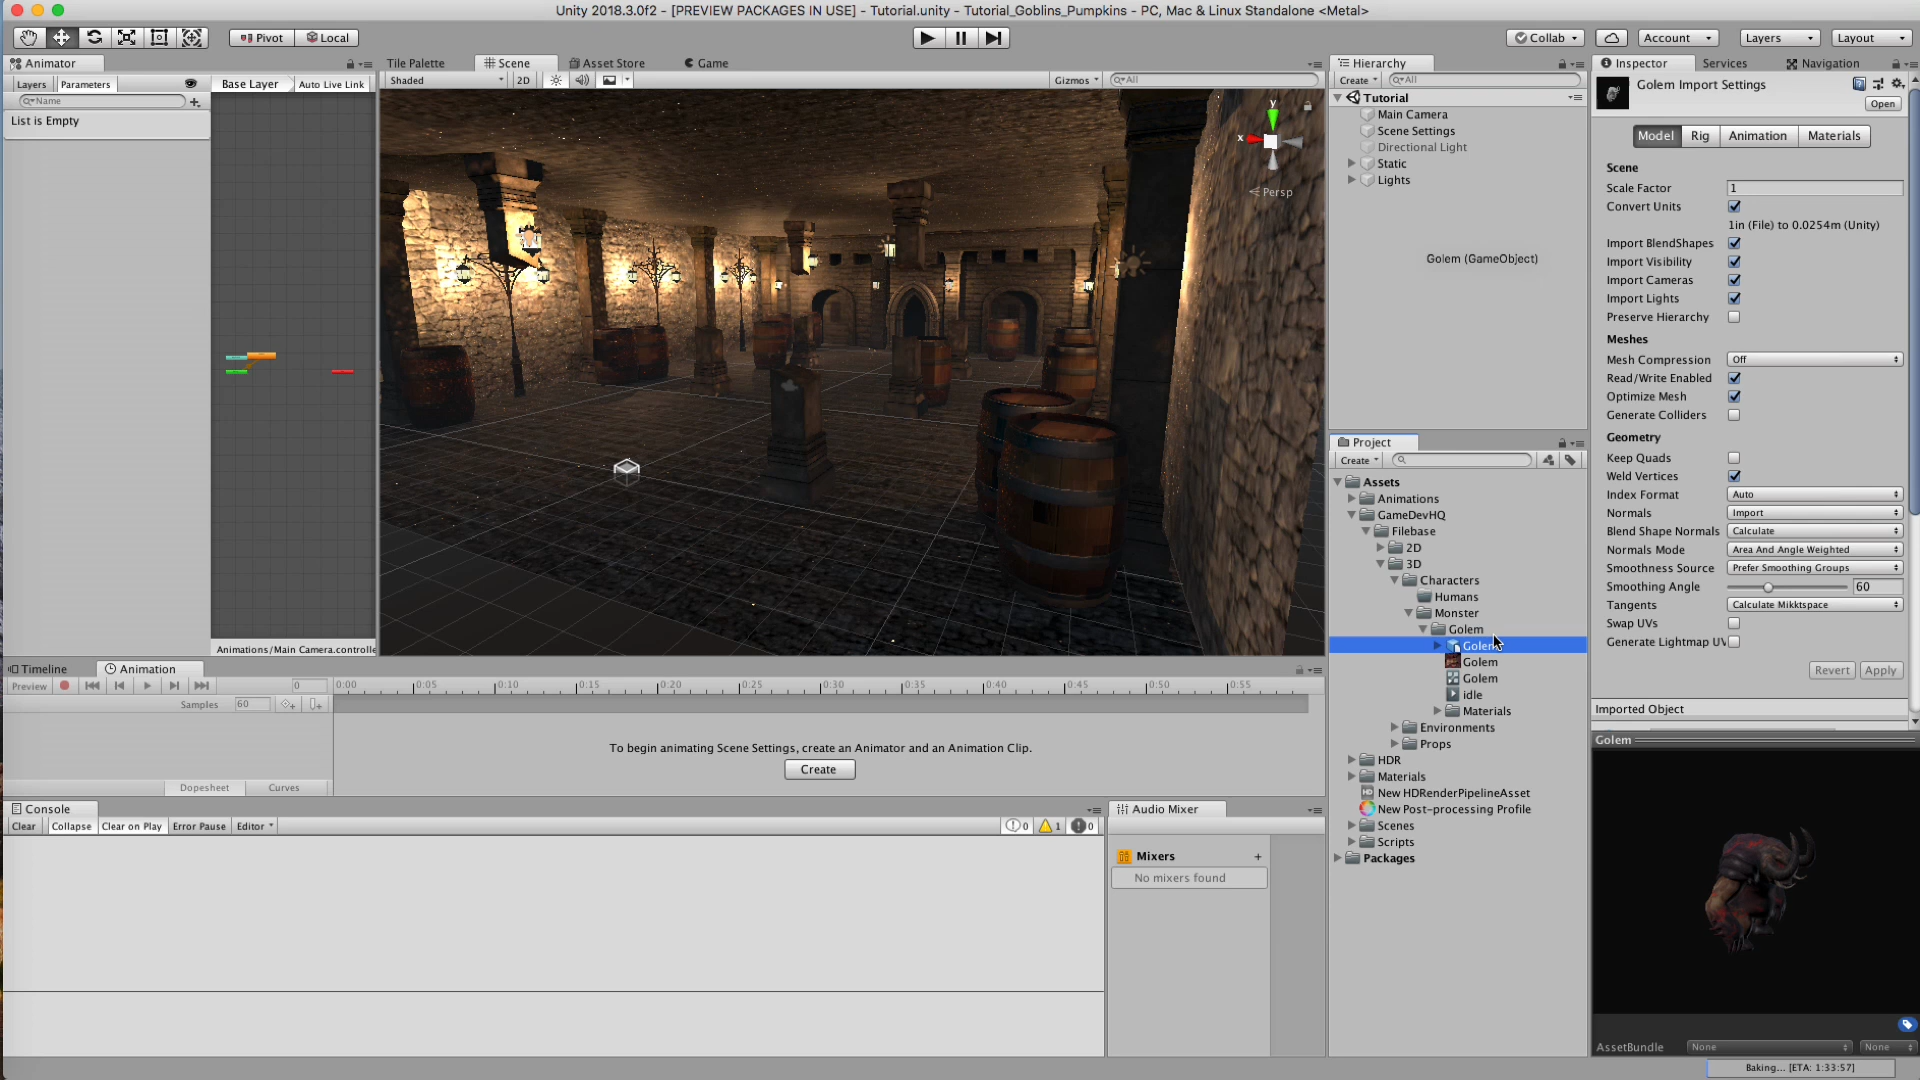 Unity 2018.3.0f2 - [PREVIEW PACKAGES IN USE] - Tutorial.unity - Tutorial_Goblins_Pumpkins - PC, Mac & Linux Standalone <Metal>
Pivot Local Collab Account Layers Layout
Animator
Layers Parameters Base Layer Auto Live Link
Name
List is Empty
Animations/Main Camera.controlle
Tile Palette Scene Asset Store Game
Shaded 2D Gizmos All
y
x
Persp
Hierarchy
Create All
Tutorial
Main Camera
Scene Settings
Directional Light
Static
Lights
Golem (GameObject)
Project
Create
Assets
Animations
GameDevHQ
Filebase
2D
3D
Characters
Humans
Monster
Golem
Golem
Golem
Golem
idle
Materials
Environments
Props
HDR
Materials
New HDRenderPipelineAsset
New Post-processing Profile
Scenes
Scripts
Packages
Inspector Services Navigation
Golem Import Settings
Open
Model Rig Animation Materials
Scene
Scale Factor 1
Convert Units
1in (File) to 0.0254m (Unity)
Import BlendShapes
Import Visibility
Import Cameras
Import Lights
Preserve Hierarchy
Meshes
Mesh Compression Off
Read/Write Enabled
Optimize Mesh
Generate Colliders
Geometry
Keep Quads
Weld Vertices
Index Format Auto
Normals Import
Blend Shape Normals Calculate
Normals Mode Area And Angle Weighted
Smoothness Source Prefer Smoothing Groups
Smoothing Angle 60
Tangents Calculate Mikktspace
Swap UVs
Generate Lightmap UV
Revert Apply
Imported Object
Golem
AssetBundle None None
Baking... [ETA: 1:33:57]
Timeline Animation
Preview 0 0:00 0:05 0:10 0:15 0:20 0:25 0:30 0:35 0:40 0:45 0:50 0:55
Samples 60
To begin animating Scene Settings, create an Animator and an Animation Clip.
Create
Dopesheet Curves
Console
Clear Collapse Clear on Play Error Pause Editor 0 1 0
Audio Mixer
Mixers +
No mixers found